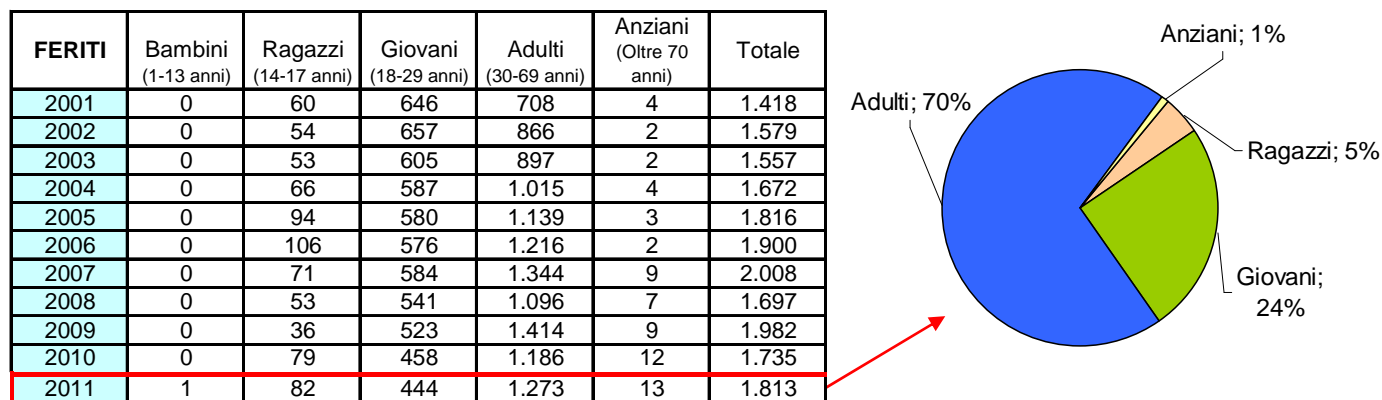 FERITI Bambini (1-13 anni) Ragazzi (14-17 anni) Giovani (18-29 anni) Adulti (30-69 anni) Anziani (Oltre 70 anni) Totale
2001 0 60 646 708 4 1.418
2002 0 54 657 866 2 1.579
2003 0 53 605 897 2 1.557
2004 0 66 587 1.015 4 1.672
2005 0 94 580 1.139 3 1.816
2006 0 106 576 1.216 2 1.900
2007 0 71 584 1.344 9 2.008
2008 0 53 541 1.096 7 1.697
2009 0 36 523 1.414 9 1.982
2010 0 79 458 1.186 12 1.735
2011 1 82 444 1.273 13 1.813
Anziani; 1%
Adulti; 70%
Ragazzi; 5%
Giovani;
24%